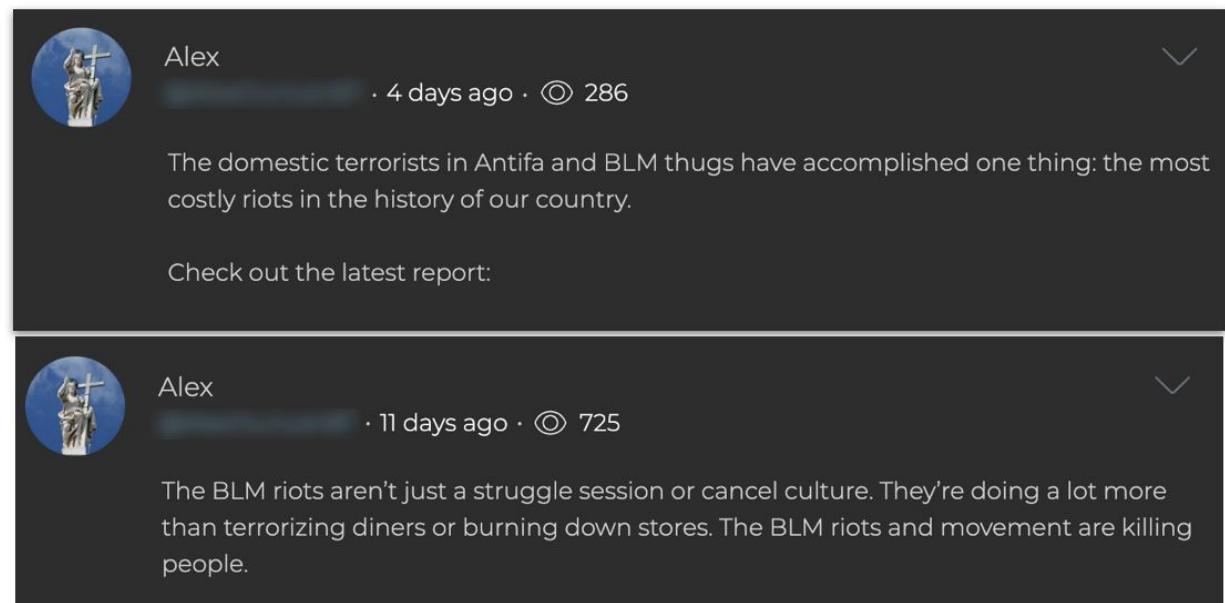 Alex
· 4 days ago · 286
The domestic terrorists in Antifa and BLM thugs have accomplished one thing: the most
costly riots in the history of our country.
Check out the latest report:
Alex
· 11 days ago · 725
The BLM riots aren’t just a struggle session or cancel culture. They’re doing a lot more
than terrorizing diners or burning down stores. The BLM riots and movement are killing
people.